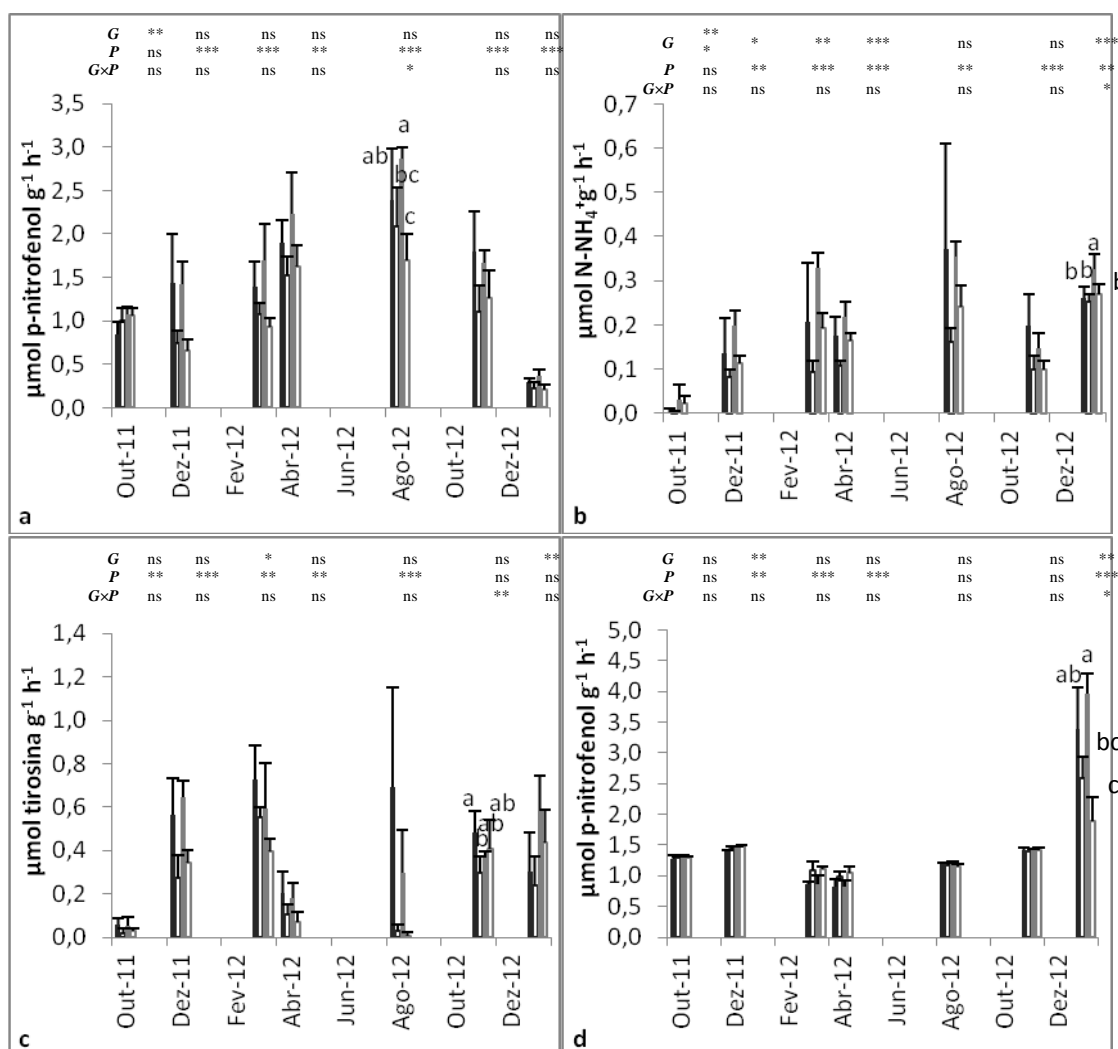 G ** ns ns ns ns ns ns
P ns *** *** ** *** *** ***
G×P ns ns ns ns * ns ns
3,5
3,0
2,5
2,0
1,5
1,0
0,5
0,0
µmol p-nitrofenol g-1 h-1
ab a
bc
c
Out-11 Dez-11 Fev-12 Abr-12 Jun-12 Ago-12 Out-12 Dez-12
a
**
G * ** *** ns ns ***
*
P ns ** *** *** ** *** **
G×P ns ns ns ns ns ns *
0,7
0,6
0,5
0,4
0,3
0,2
0,1
0,0
µmol N-NH4+g-1 h-1
a
b b b
Out-11 Dez-11 Fev-12 Abr-12 Jun-12 Ago-12 Out-12 Dez-12
b
G ns ns * ns ns ns **
P ** *** ** ** *** ns ns
G×P ns ns ns ns ns ** ns
1,4
1,2
1,0
0,8
0,6
0,4
0,2
0,0
µmol tirosina g-1 h-1
a ab
ab
b
Out-11 Dez-11 Fev-12 Abr-12 Jun-12 Ago-12 Out-12 Dez-12
c
G ns ** ns ns ns ns **
P ns ** *** *** ns ns ***
G×P ns ns ns ns ns ns *
5,0
4,5
4,0
3,5
3,0
2,5
2,0
1,5
1,0
0,5
0,0
µmol p-nitrofenol g-1 h-1
a
ab
bc
c
Out-11 Dez-11 Fev-12 Abr-12 Jun-12 Ago-12 Out-12 Dez-12
d